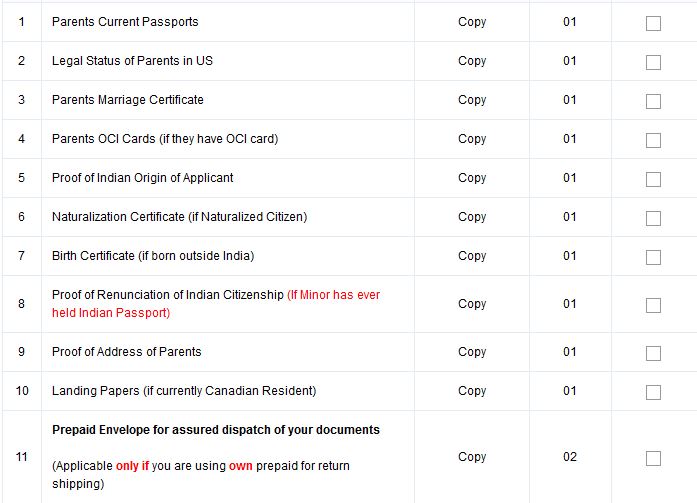 1 Parents Current Passports Copy 01
2 Legal Status of Parents in US Copy 01
3 Parents Marriage Certificate Copy 01
4 Parents OCI Cards (if they have OCI card) Copy 01
5 Proof of Indian Origin of Applicant Copy 01
6 Naturalization Certificate (if Naturalized Citizen) Copy 01
7 Birth Certificate (if born outside India) Copy 01
8 Proof of Renunciation of Indian Citizenship (If Minor has ever
held Indian Passport) Copy 01
9 Proof of Address of Parents Copy 01
10 Landing Papers (if currently Canadian Resident) Copy 01
11 Prepaid Envelope for assured dispatch of your documents
(Applicable only if you are using own prepaid for return
shipping) Copy 02